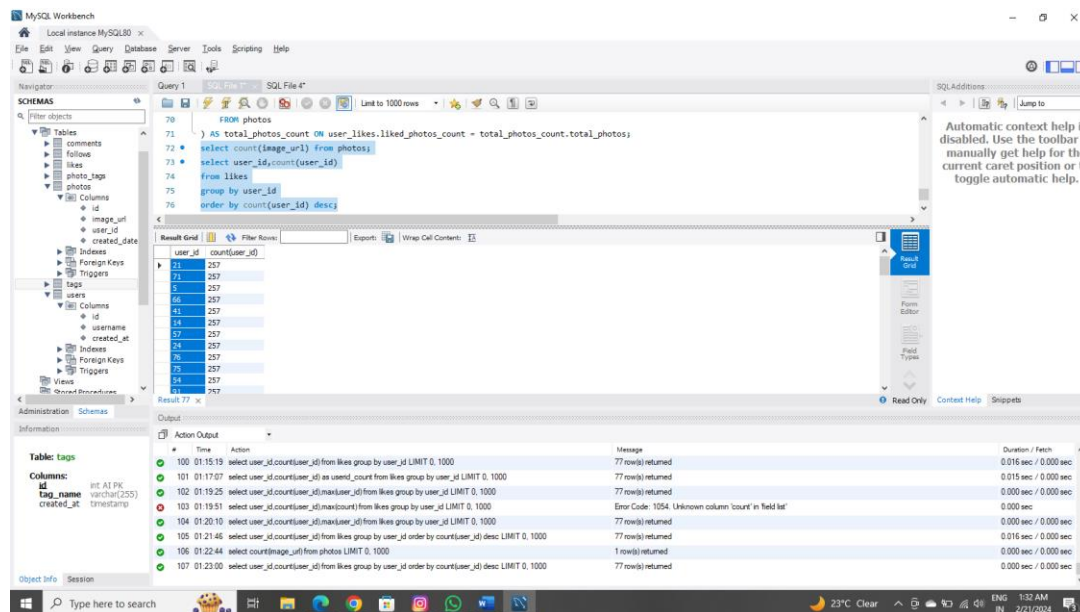 MySQL Workbench
Local instance MySQL80 ×
File Edit View Query Database Server Tools Scripting Help
Navigator
SCHEMAS
Filter objects
Tables
comments
follows
likes
photo_tags
photos
Columns
id
image_url
user_id
created_date
Indexes
Foreign Keys
Triggers
tags
users
Columns
id
username
created_at
Indexes
Foreign Keys
Triggers
Views
Stored Procedures
Administration Schemas
Information
Table: tags
Columns:
id int AI PK
tag_name varchar(255)
created_at timestamp
Object Info Session
Query 1 SQL File 4*
Limit to 1000 rows
70 FROM photos
71 ) AS total_photos_count ON user_likes.liked_photos_count = total_photos_count.total_photos;
72 select count(image_url) from photos;
73 select user_id,count(user_id)
74 from likes
75 group by user_id
76 order by count(user_id) desc;
Result Grid Filter Rows: Export: Wrap Cell Content:
user_id count(user_id)
21 257
71 257
5 257
66 257
41 257
14 257
57 257
24 257
76 257
75 257
54 257
91 257
Result Grid
Form Editor
Field Types
Result 77 ×
Read Only
SQLAdditions
Jump to
Automatic context help i
disabled. Use the toolbar
manually get help for th
current caret position or t
toggle automatic help.
Context Help Snippets
Output
Action Output
# Time Action Message Duration / Fetch
100 01:15:19 select user_id,count(user_id) from likes group by user_id LIMIT 0, 1000 77 row(s) returned 0.016 sec / 0.000 sec
101 01:17:07 select user_id,count(user_id) as userid_count from likes group by user_id LIMIT 0, 1000 77 row(s) returned 0.015 sec / 0.000 sec
102 01:19:25 select user_id,max(user_id) from likes group by user_id LIMIT 0, 1000 77 row(s) returned 0.000 sec / 0.000 sec
103 01:19:51 select user_id,max(count) from likes group by user_id LIMIT 0, 1000 Error Code: 1054. Unknown column 'count' in 'field list' 0.000 sec
104 01:20:10 select user_id,max(user_id) from likes group by user_id LIMIT 0, 1000 77 row(s) returned 0.000 sec / 0.000 sec
105 01:21:46 select user_id,count(user_id) from likes group by user_id order by count(user_id) desc LIMIT 0, 1000 77 row(s) returned 0.016 sec / 0.000 sec
106 01:22:44 select count(image_url) from photos LIMIT 0, 1000 1 row(s) returned 0.000 sec / 0.000 sec
107 01:23:00 select user_id,count(user_id) from likes group by user_id order by count(user_id) desc LIMIT 0, 1000 77 row(s) returned 0.000 sec / 0.000 sec
Type here to search
23°C Clear
ENG
IN
1:32 AM
2/21/2024